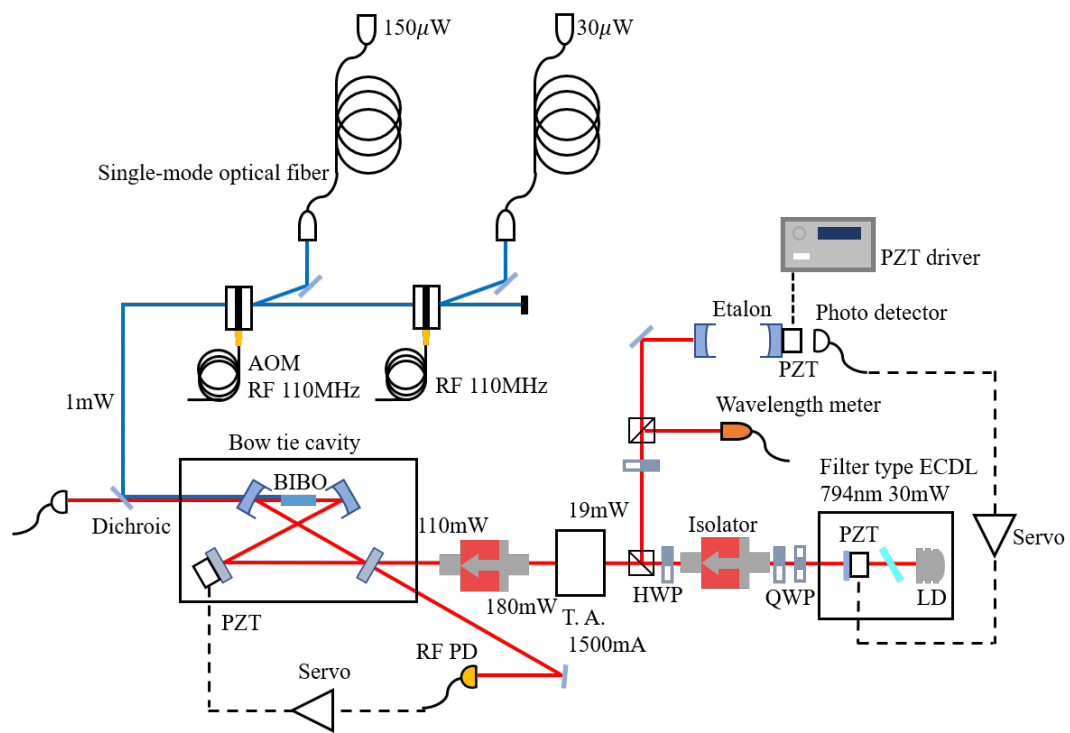 150μW
30μW
Single-mode optical fiber
PZT driver
Etalon
Photo detector
PZT
AOM
RF 110MHz
RF 110MHz
1mW
Wavelength meter
Bow tie cavity
BIBO
Filter type ECDL
794nm 30mW
Dichroic
110mW
19mW
Isolator
PZT
Servo
HWP
QWP
LD
180mW
T. A.
1500mA
PZT
RF PD
Servo